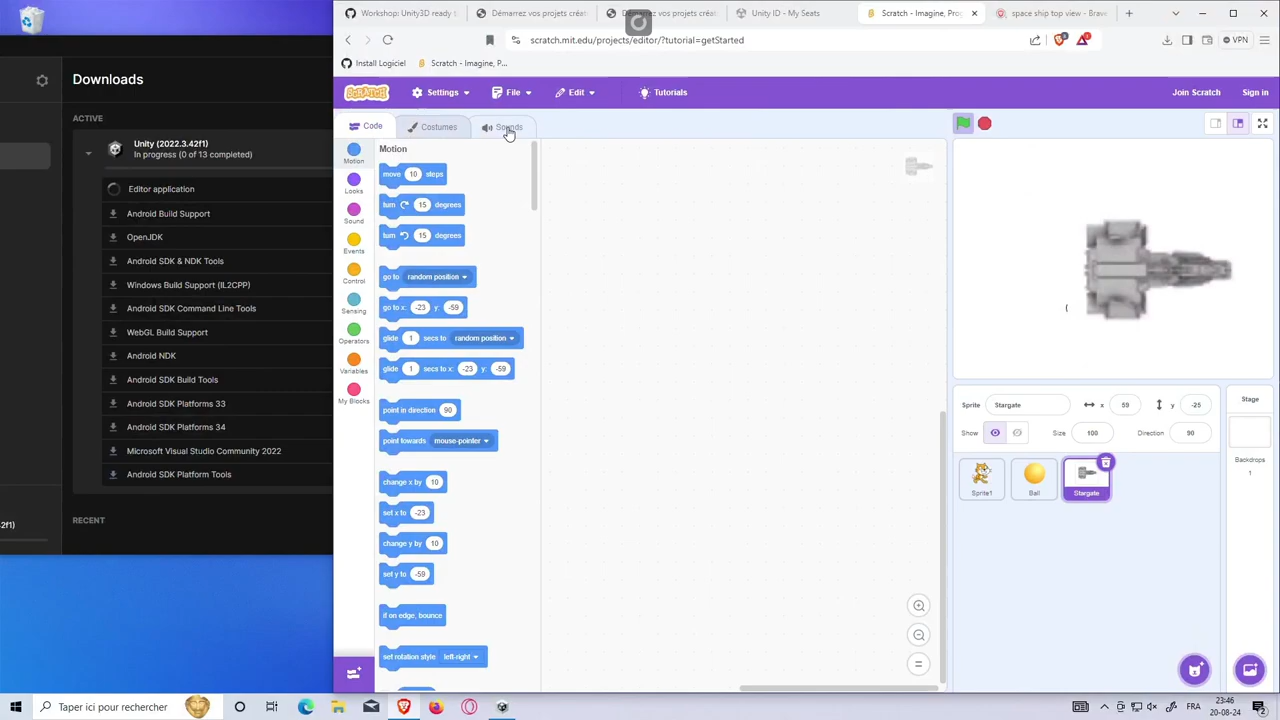 Workshop: Unity3D ready t
Démarrez vos projets créat
Démarrez vos projets créat
Unity ID - My Seats
Scratch - Imagine, Prog
space ship top view - Brave
scratch.mit.edu/projects/editor/?tutorial=getStarted
VPN
Install Logiciel
Scratch - Imagine, P...
SCRATCH
Settings
File
Edit
Tutorials
Join Scratch
Sign in
Code
Costumes
Sounds
Downloads
ACTIVE
Unity (2022.3.42f1)
In progress (0 of 13 completed)
Editor application
Android Build Support
OpenJDK
Android SDK & NDK Tools
Windows Build Support (IL2CPP)
Android SDK Command Line Tools
WebGL Build Support
Android NDK
Android SDK Build Tools
Android SDK Platforms 33
Android SDK Platforms 34
Microsoft Visual Studio Community 2022
Android SDK Platform Tools
RECENT
2f1)
Motion
Looks
Sound
Events
Control
Sensing
Operators
Variables
My Blocks
Motion
move 10 steps
turn 15 degrees
turn 15 degrees
go to random position
go to x: -23 y: -59
glide 1 secs to random position
glide 1 secs to x: -23 y: -59
point in direction 90
point towards mouse-pointer
change x by 10
set x to -23
change y by 10
set y to -59
if on edge, bounce
set rotation style left-right
Sprite Stargate x 59 y -25
Show Size 100 Direction 90
Sprite1
Ball
Stargate
Stage
Backdrops
1
Taper ici pour rechercher
FRA
23:46
20-08-24
2